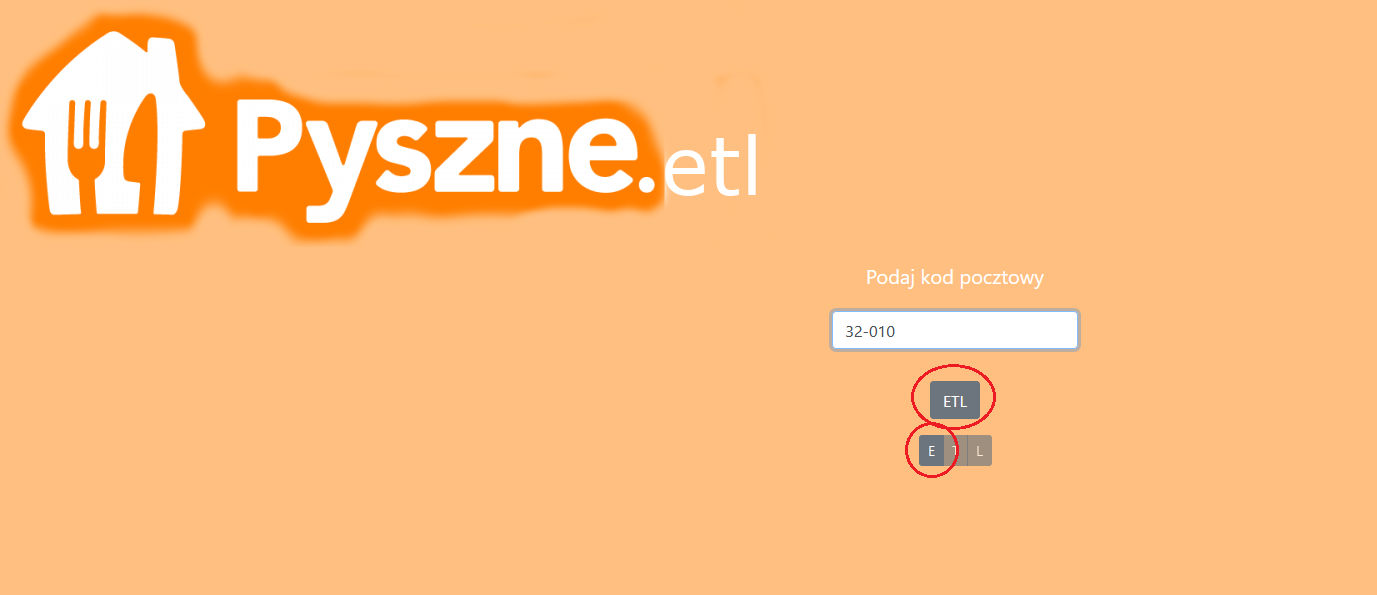 Pyszne.etl
Podaj kod pocztowy
32-010
ETL
E T L